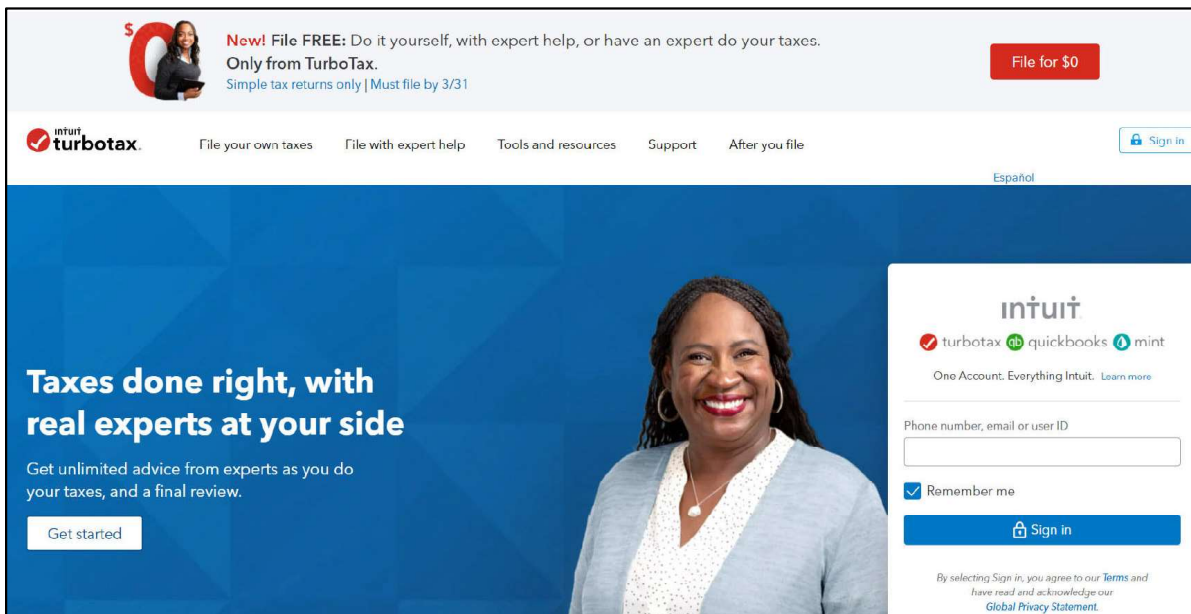 $0
New! File FREE: Do it yourself, with expert help, or have an expert do your taxes.
Only from TurboTax.
Simple tax returns only | Must file by 3/31
File for $0
intuit
turbotax.
File your own taxes
File with expert help
Tools and resources
Support
After you file
Sign in
Español
Taxes done right, with
real experts at your side
Get unlimited advice from experts as you do
your taxes, and a final review.
Get started
intuit
turbotax qb quickbooks mint
One Account. Everything Intuit. Learn more
Phone number, email or user ID
Remember me
Sign in
By selecting Sign in, you agree to our Terms and
have read and acknowledge our
Global Privacy Statement.